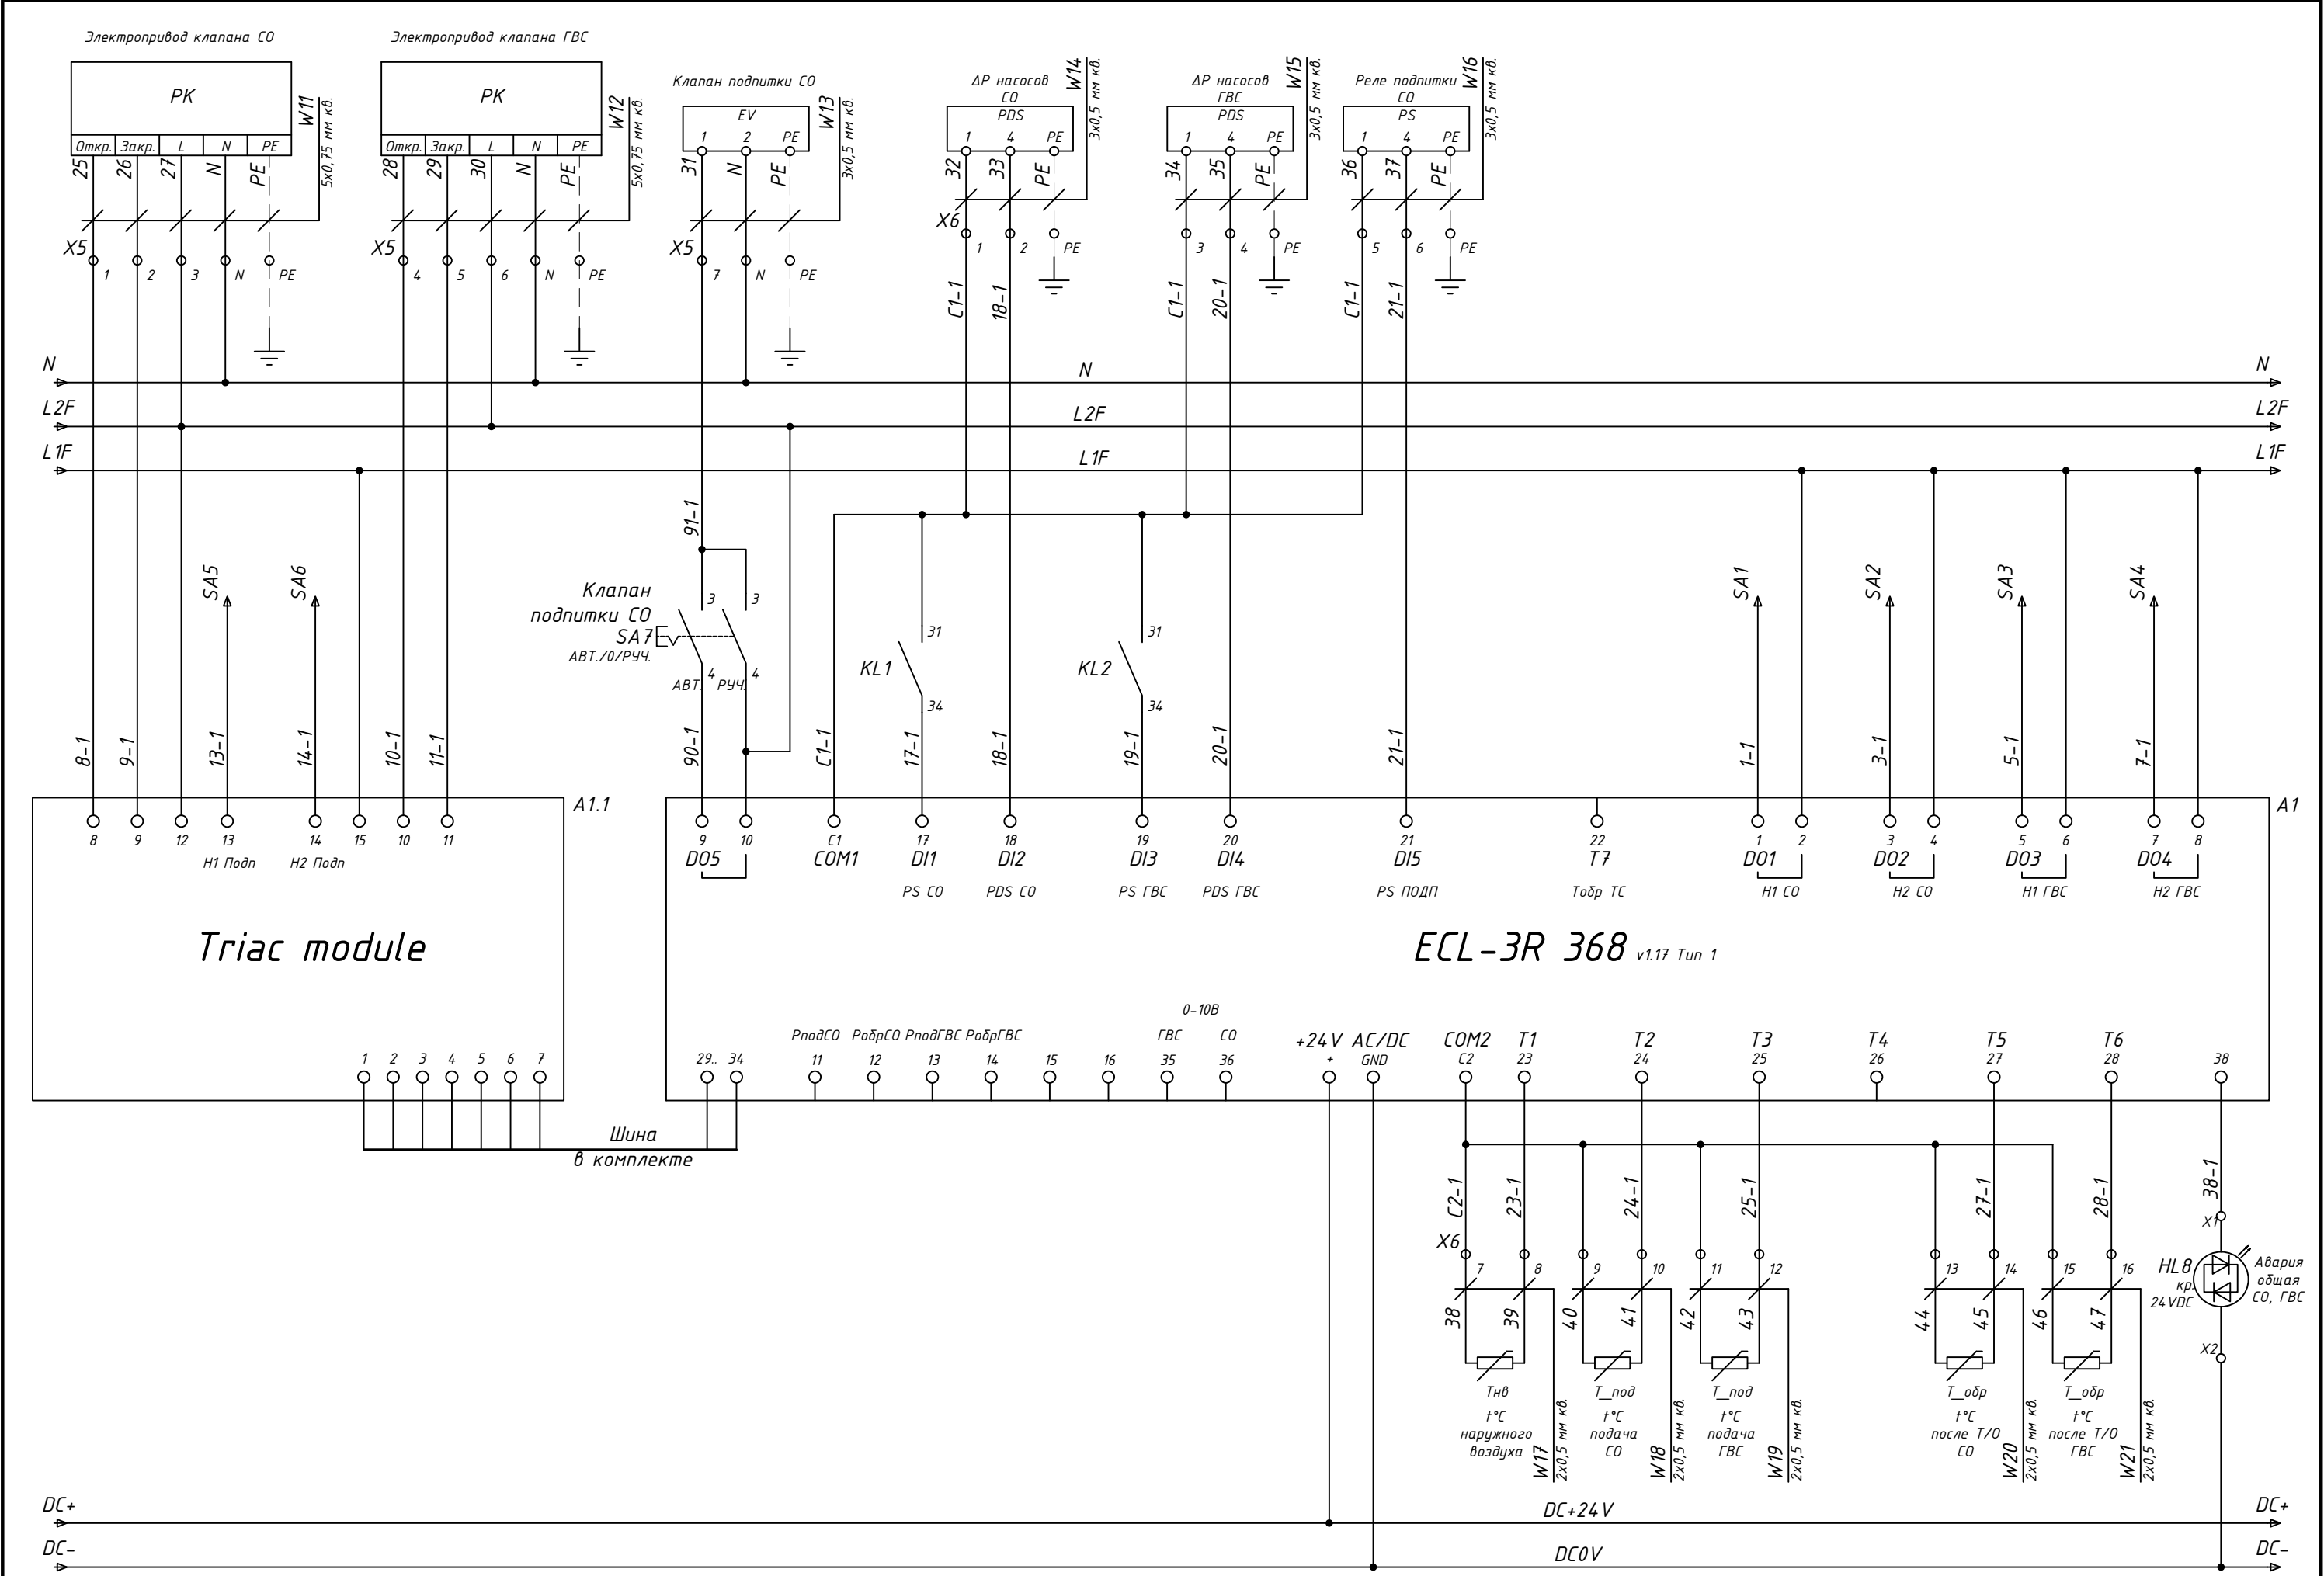 Электропривод клапана СО
Электропривод клапана ГВС
Клапан подпитки СО
ΔР насосов
СО
ΔР насосов
ГВС
Реле подпитки
СО
РК
РК
EV
PDS
PDS
PS
Откр. Закр. L N PE
Откр. Закр. L N PE
1 2 PE
1 4 PE
1 4 PE
1 4 PE
W11
5х0,75 мм кв.
W12
5х0,75 мм кв.
W13
3х0,5 мм кв.
W14
3х0,5 мм кв.
W15
3х0,5 мм кв.
W16
3х0,5 мм кв.
25 26 27 N PE
28 29 30 N PE
31 N PE
32 33 PE
34 35 PE
36 37 PE
X5 1 2 3 N PE
X5 4 5 6 N PE
X5 7 N
X6 1 2 PE
3 4 PE
5 6 PE
C1-1 18-1 C1-1 20-1 C1-1 21-1
N N N
L2F L2F L2F
L1F L1F L1F
91-1
SA5 SA6
Клапан
подпитки СО
SA7
АВТ./0/РУЧ.
3 3
4 4
АВТ. РУЧ.
KL1 31
34
KL2 31
34
SA1 SA2 SA3 SA4
8-1 9-1 13-1 14-1 10-1 11-1
90-1 C1-1 17-1 18-1 19-1 20-1 21-1
1-1 3-1 5-1 7-1
A1.1
A1
8 9 12 13 14 15 10 11
Н1 Подп Н2 Подп
9 10 C1 17 18 19 20 21 22 1 2 3 4 5 6 7 8
DO5 COM1 DI1 DI2 DI3 DI4 DI5 T7 DO1 DO2 DO3 DO4
PS СО PDS СО PS ГВС PDS ГВС PS ПОДП Тобр ТС Н1 СО Н2 СО Н1 ГВС Н2 ГВС
Triac module
ECL-3R 368 v1.17 Тип 1
0-10В
РподСО РобрСО РподГВС РобрГВС ГВС СО
+24V AC/DC COM2 T1 T2 T3 T4 T5 T6
1 2 3 4 5 6 7
29.. 34 11 12 13 14 15 16 35 36 + GND C2 23 24 25 26 27 28 38
Шина
в комплекте
C2-1 23-1 24-1 25-1 27-1 28-1 38-1
X6
7 8 9 10 11 12 13 14 15 16
38 39 40 41 42 43 44 45 46 47
X1
HL8
кр.
24VDC
Авария
общая
СО, ГВС
X2
Тнв
t°C
наружного
воздуха
W17
2х0,5 мм кв.
Т_под
t°C
подача
СО
W18
2х0,5 мм кв.
Т_под
t°C
подача
ГВС
W19
2х0,5 мм кв.
Т_обр
t°C
после Т/О
СО
W20
2х0,5 мм кв.
Т_обр
t°C
после Т/О
ГВС
W21
2х0,5 мм кв.
DC+ DC+24V DC+
DC- DC0V DC-